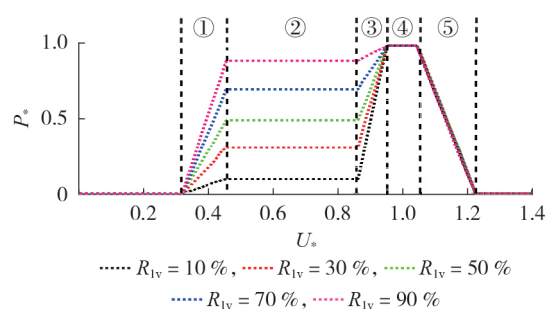 ① ② ③ ④ ⑤
1.0
0.5
0
P*
0.2 0.4 0.6 0.8 1.0 1.2 1.4
U*
R1v = 10 %, R1v = 30 %, R1v = 50 %
R1v = 70 %, R1v = 90 %